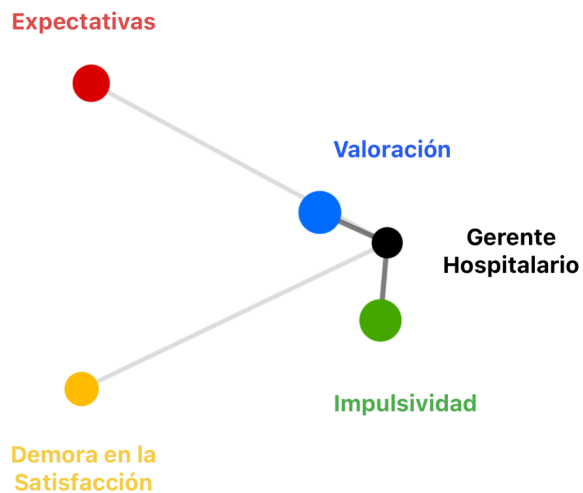 Expectativas
Valoración
Gerente
Hospitalario
Impulsividad
Demora en la
Satisfacción